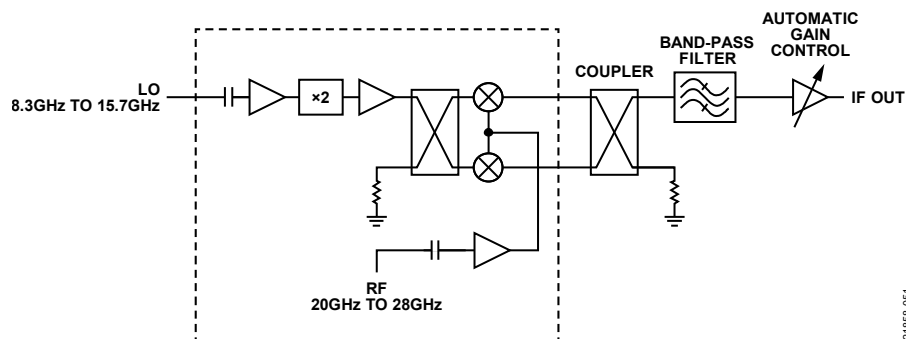 AUTOMATIC
GAIN
CONTROL
BAND-PASS
FILTER
COUPLER
LO
8.3GHz TO 15.7GHz
×2
IF OUT
RF
20GHz TO 28GHz